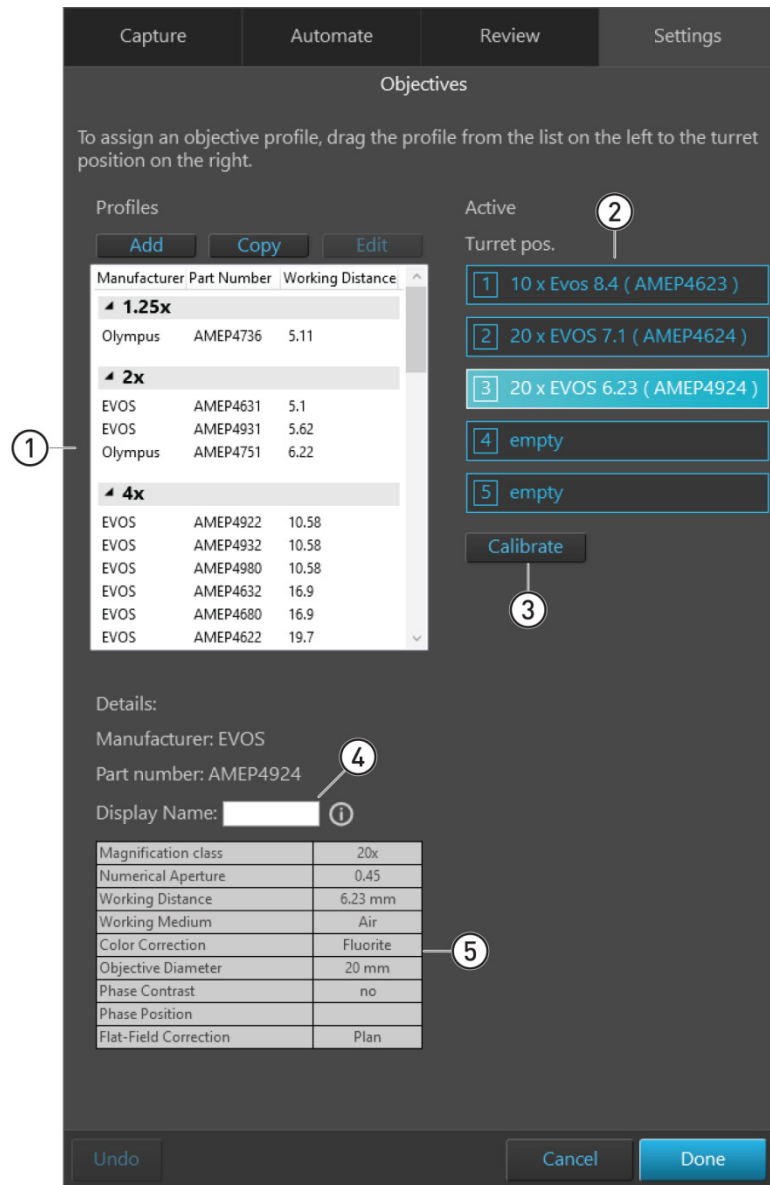 Capture Automate Review Settings
Objectives
To assign an objective profile, drag the profile from the list on the left to the turret
position on the right.
Profiles
Add Copy Edit
Manufacturer Part Number Working Distance
1.25x
Olympus AMEP4736 5.11
2x
EVOS AMEP4631 5.1
EVOS AMEP4931 5.62
Olympus AMEP4751 6.22
4x
EVOS AMEP4922 10.58
EVOS AMEP4932 10.58
EVOS AMEP4980 10.58
EVOS AMEP4632 16.9
EVOS AMEP4680 16.9
EVOS AMEP4622 19.7
1
Active
2
Turret pos.
1 10 x Evos 8.4 ( AMEP4623 )
2 20 x EVOS 7.1 ( AMEP4624 )
3 20 x EVOS 6.23 ( AMEP4924 )
4 empty
5 empty
Calibrate
3
Details:
Manufacturer: EVOS
Part number: AMEP4924
4
Display Name: i
Magnification class 20x
Numerical Aperture 0.45
Working Distance 6.23 mm
Working Medium Air
Color Correction Fluorite
Objective Diameter 20 mm
Phase Contrast no
Phase Position
Flat-Field Correction Plan
5
Undo Cancel Done